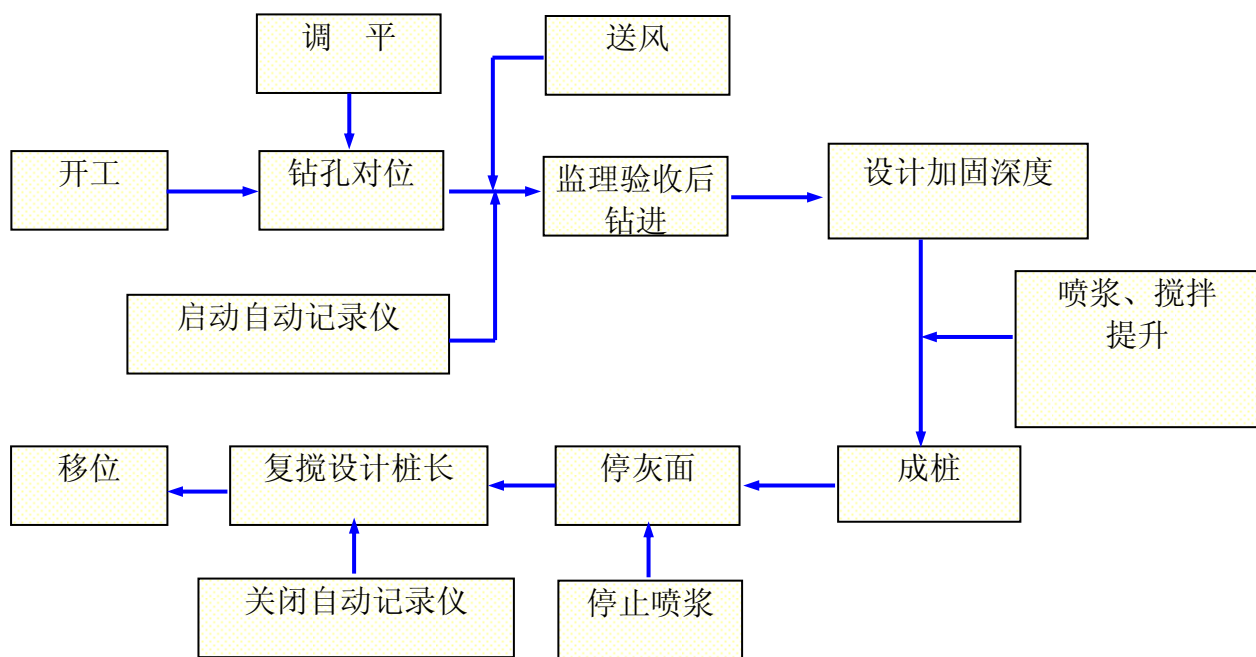 调　平
送风
开工
钻孔对位
监理验收后
钻进
设计加固深度
启动自动记录仪
喷浆、搅拌
提升
移位
复搅设计桩长
停灰面
成桩
关闭自动记录仪
停止喷浆